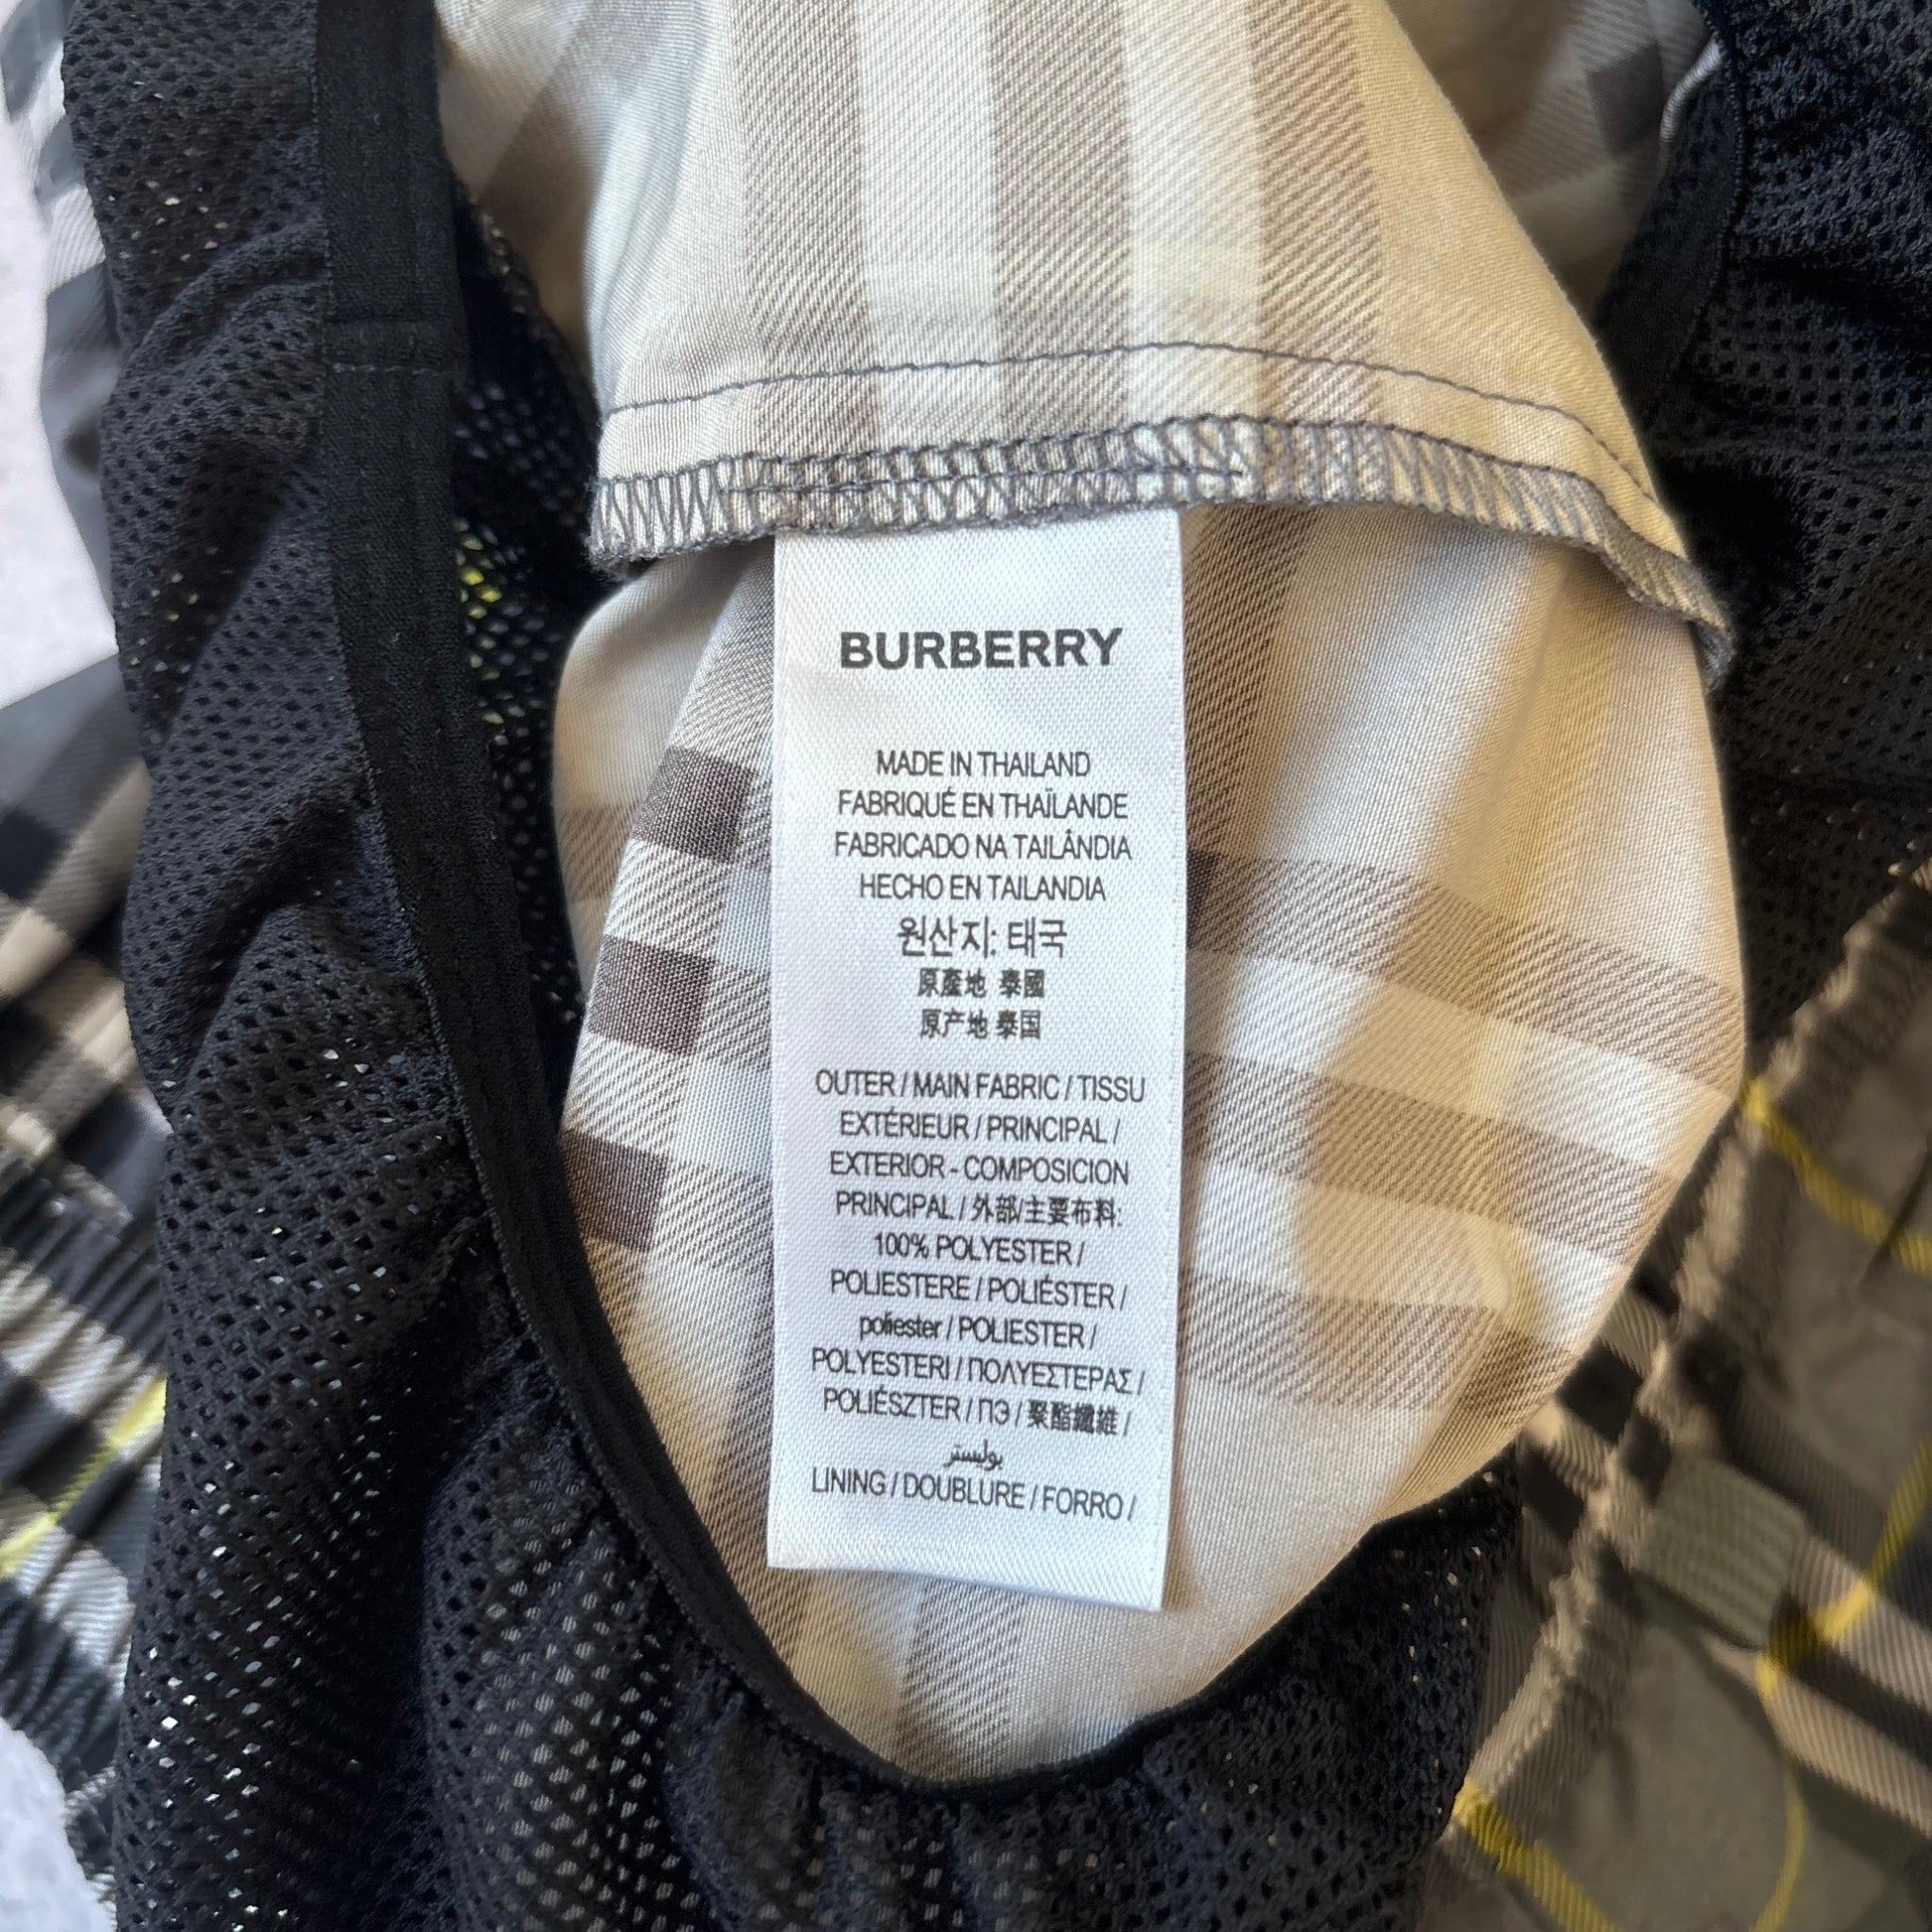 BURBERRY
MADE IN THAILAND
FABRIQUÉ EN THAÏLANDE
FABRICADO NA TAILÂNDIA
HECHO EN TAILANDIA
원산지: 태국
原產地 泰國
原产地 泰国
OUTER / MAIN FABRIC / TISSU
EXTÉRIEUR / PRINCIPAL /
EXTERIOR - COMPOSICION
PRINCIPAL / 外部/主要布料:
100% POLYESTER /
POLIESTERE / POLIÉSTER /
poliester / POLIESTER /
POLYESTERI / ΠΟΛΥΕΣΤΕΡΑΣ /
POLIÉSZTER / ПЭ / 聚酯纖維 /
بوليستر
LINING / DOUBLURE / FORRO /